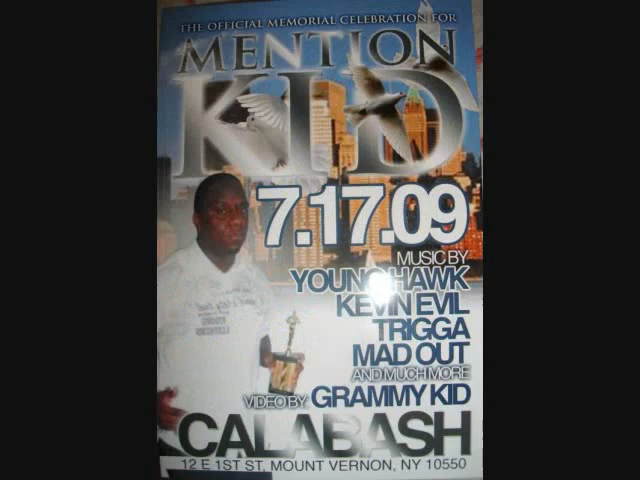 THE OFFICIAL MEMORIAL CELEBRATION FOR
MENTION
KID
7.17.09
MUSIC BY
YOUNG HAWK
KEVIN EVIL
TRIGGA
MAD OUT
AND MUCH MORE
VIDEO BY: GRAMMY KID
CALABASH
12 E 1ST ST, MOUNT VERNON, NY 10550